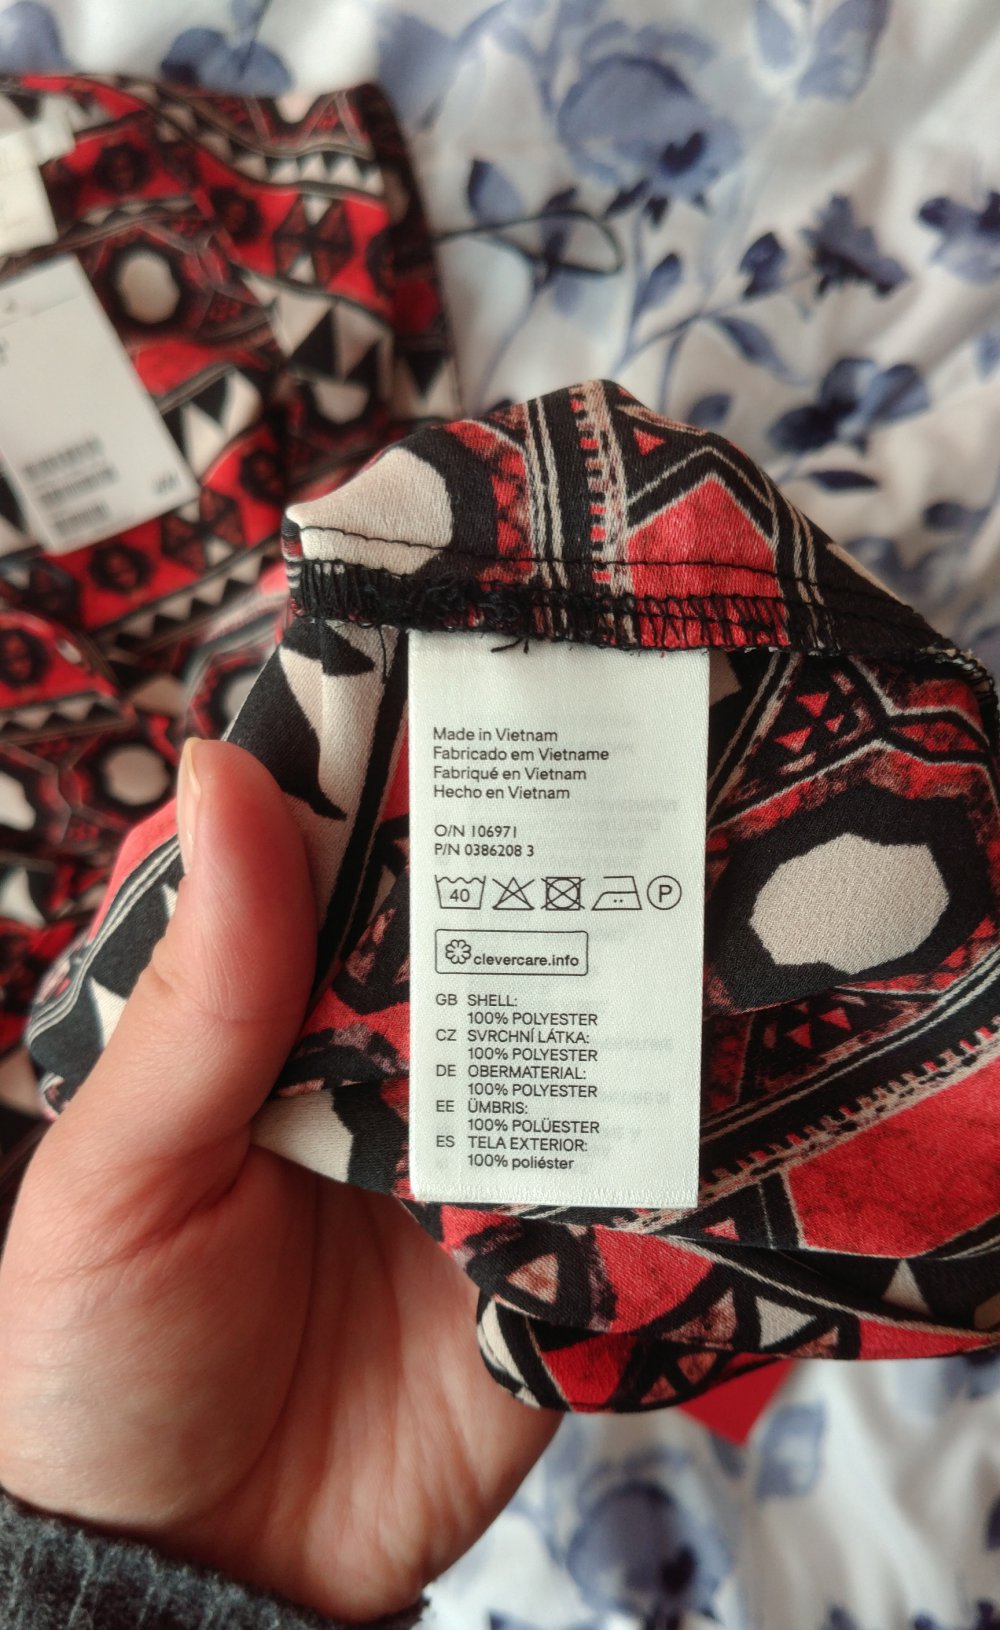 Made in Vietnam
Fabricado em Vietname
Fabriqué en Vietnam
Hecho en Vietnam
O/N 106971
P/N 0386208 3
40 P
clevercare.info
GB SHELL:
100% POLYESTER
CZ SVRCHNÍ LÁTKA:
100% POLYESTER
DE OBERMATERIAL:
100% POLYESTER
EE ÜMBRIS:
100% POLÜESTER
ES TELA EXTERIOR:
100% poliéster